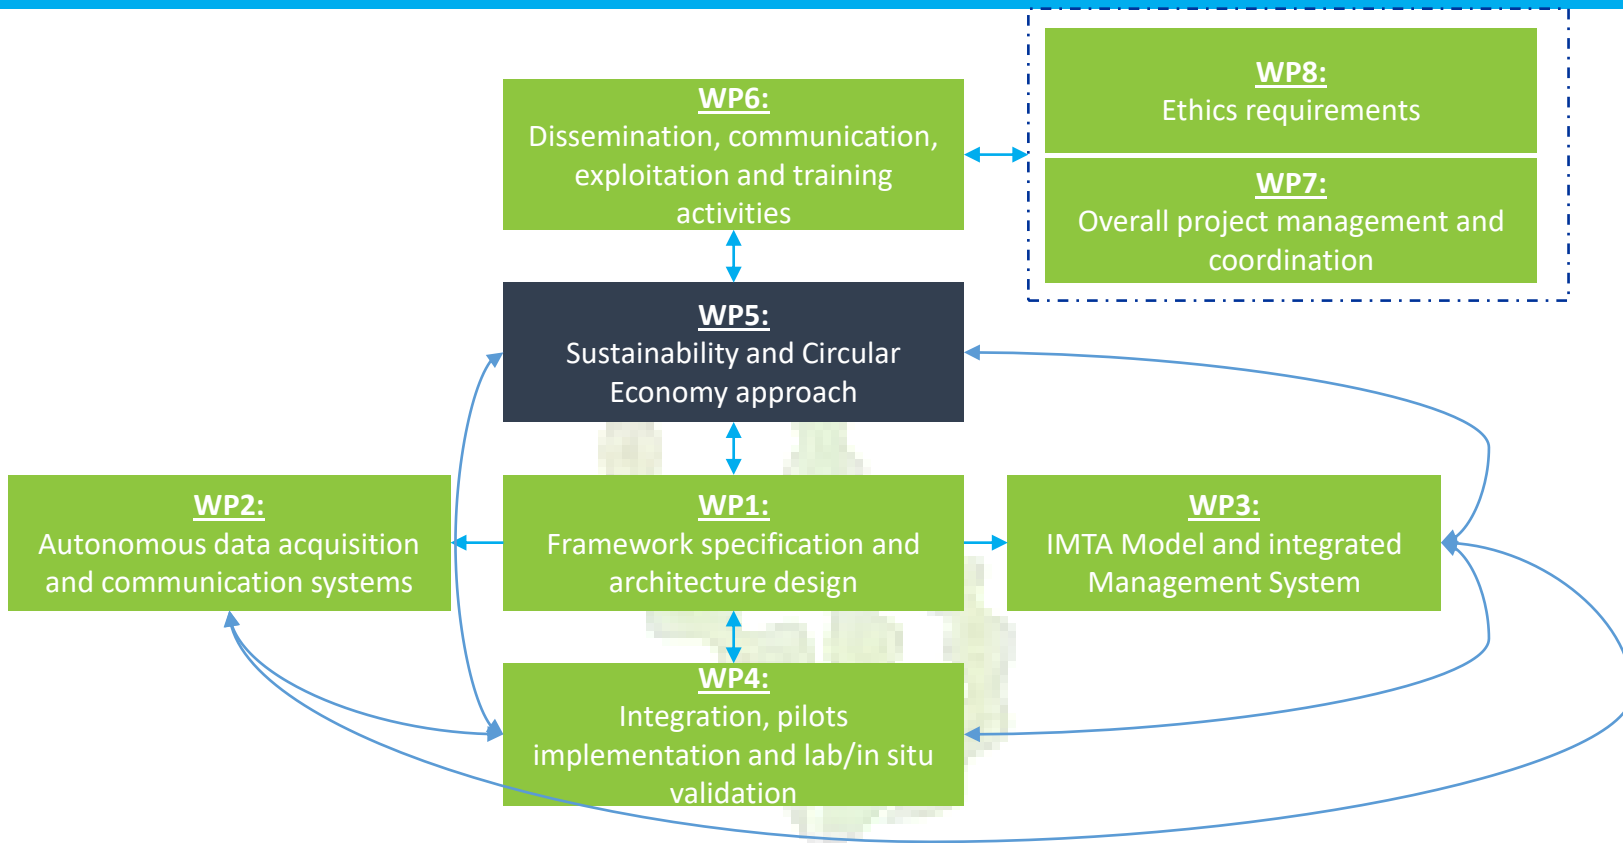 WP8:
Ethics requirements
WP7:
Overall project management and
coordination
WP6:
Dissemination, communication,
exploitation and training
activities
WP5:
Sustainability and Circular
Economy approach
WP2:
Autonomous data acquisition
and communication systems
WP1:
Framework specification and
architecture design
WP3:
IMTA Model and integrated
Management System
WP4:
Integration, pilots
implementation and lab/in situ
validation